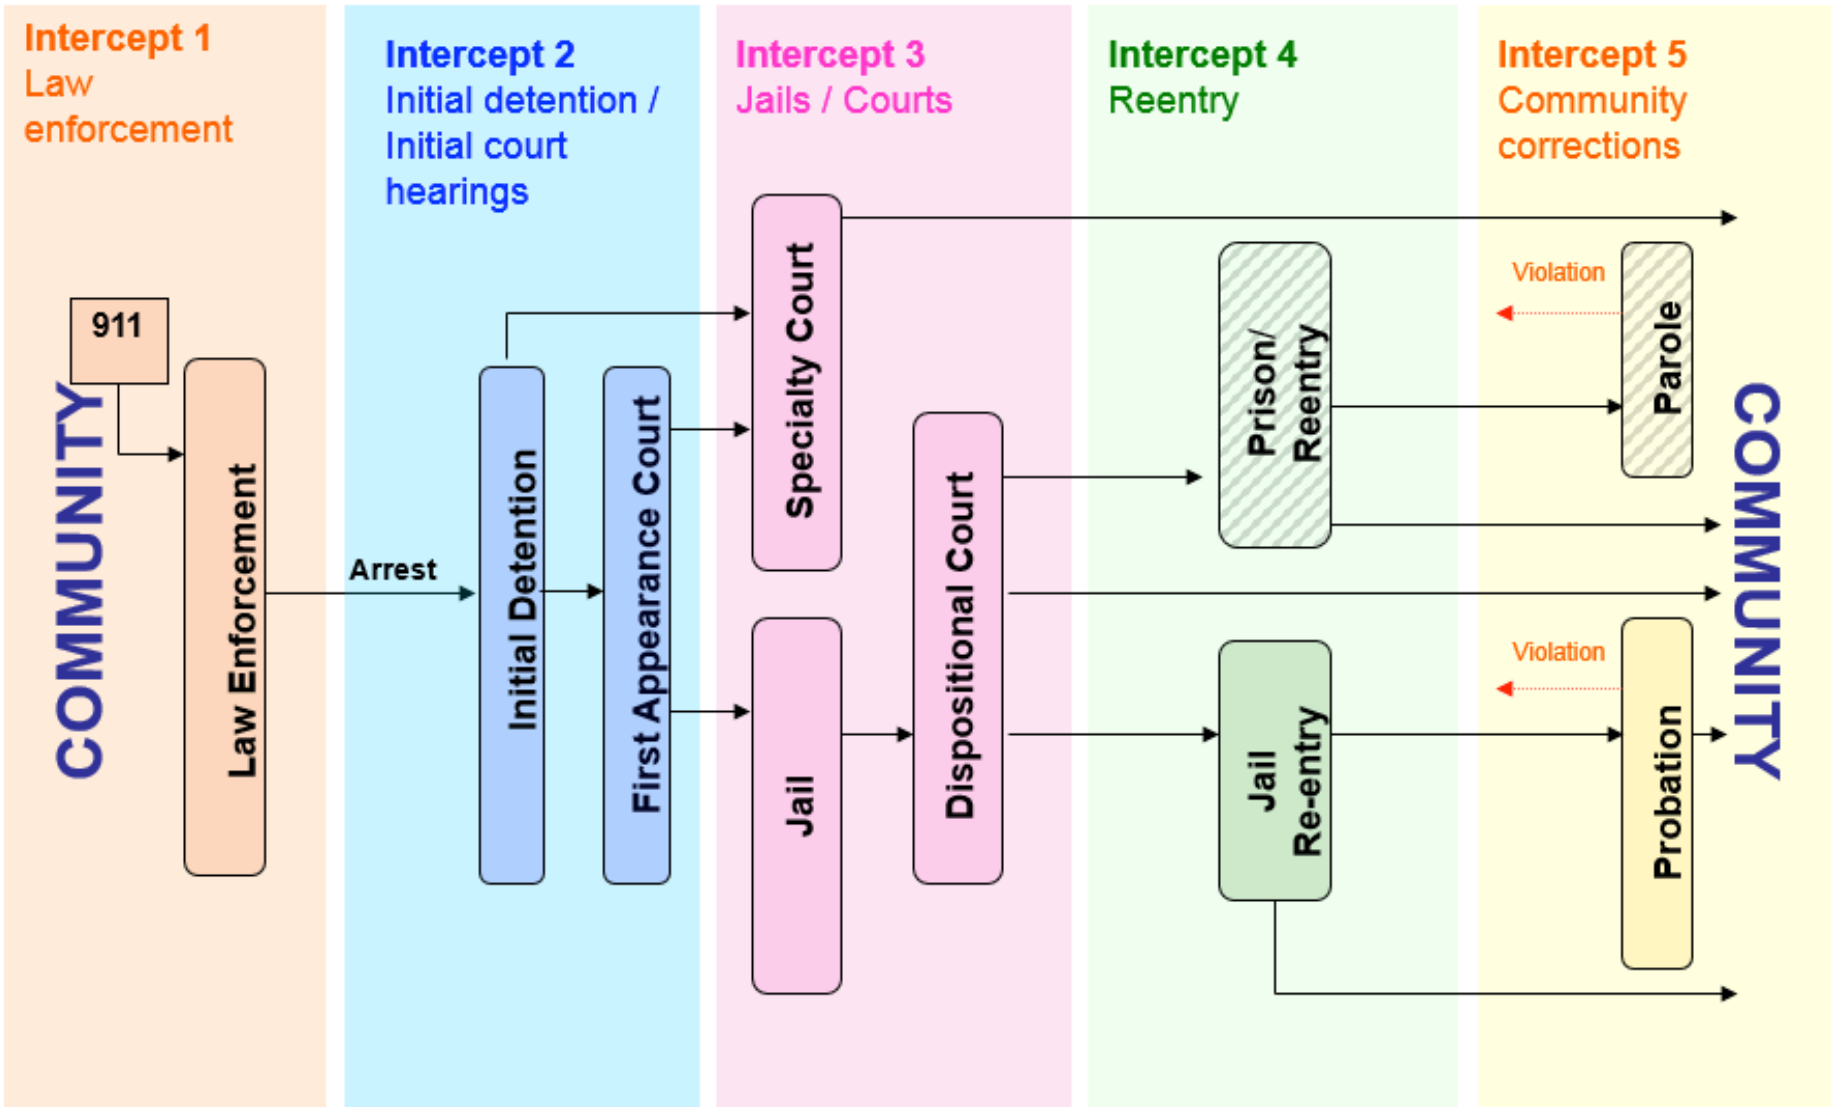 Intercept 1
Law
enforcement
Intercept 2
Initial detention /
Initial court
hearings
Intercept 3
Jails / Courts
Intercept 4
Reentry
Intercept 5
Community
corrections
COMMUNITY
911
Law Enforcement
Arrest
Initial Detention
First Appearance Court
Specialty Court
Jail
Dispositional Court
Prison/
Reentry
Jail
Re-entry
Violation
Parole
Violation
Probation
COMMUNITY